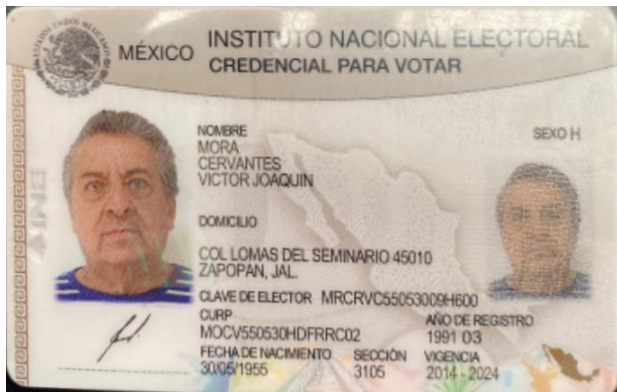 MÉXICO INSTITUTO NACIONAL ELECTORAL
CREDENCIAL PARA VOTAR
NOMBRE SEXO H
MORA
CERVANTES
VICTOR JOAQUIN
DOMICILIO
COL LOMAS DEL SEMINARIO 45010
ZAPOPAN, JAL.
CLAVE DE ELECTOR MRCRVC55053009H600
CURP AÑO DE REGISTRO
MOCV550530HDFRRC02 1991 03
FECHA DE NACIMIENTO SECCIÓN VIGENCIA
30/05/1955 3105 2014 - 2024